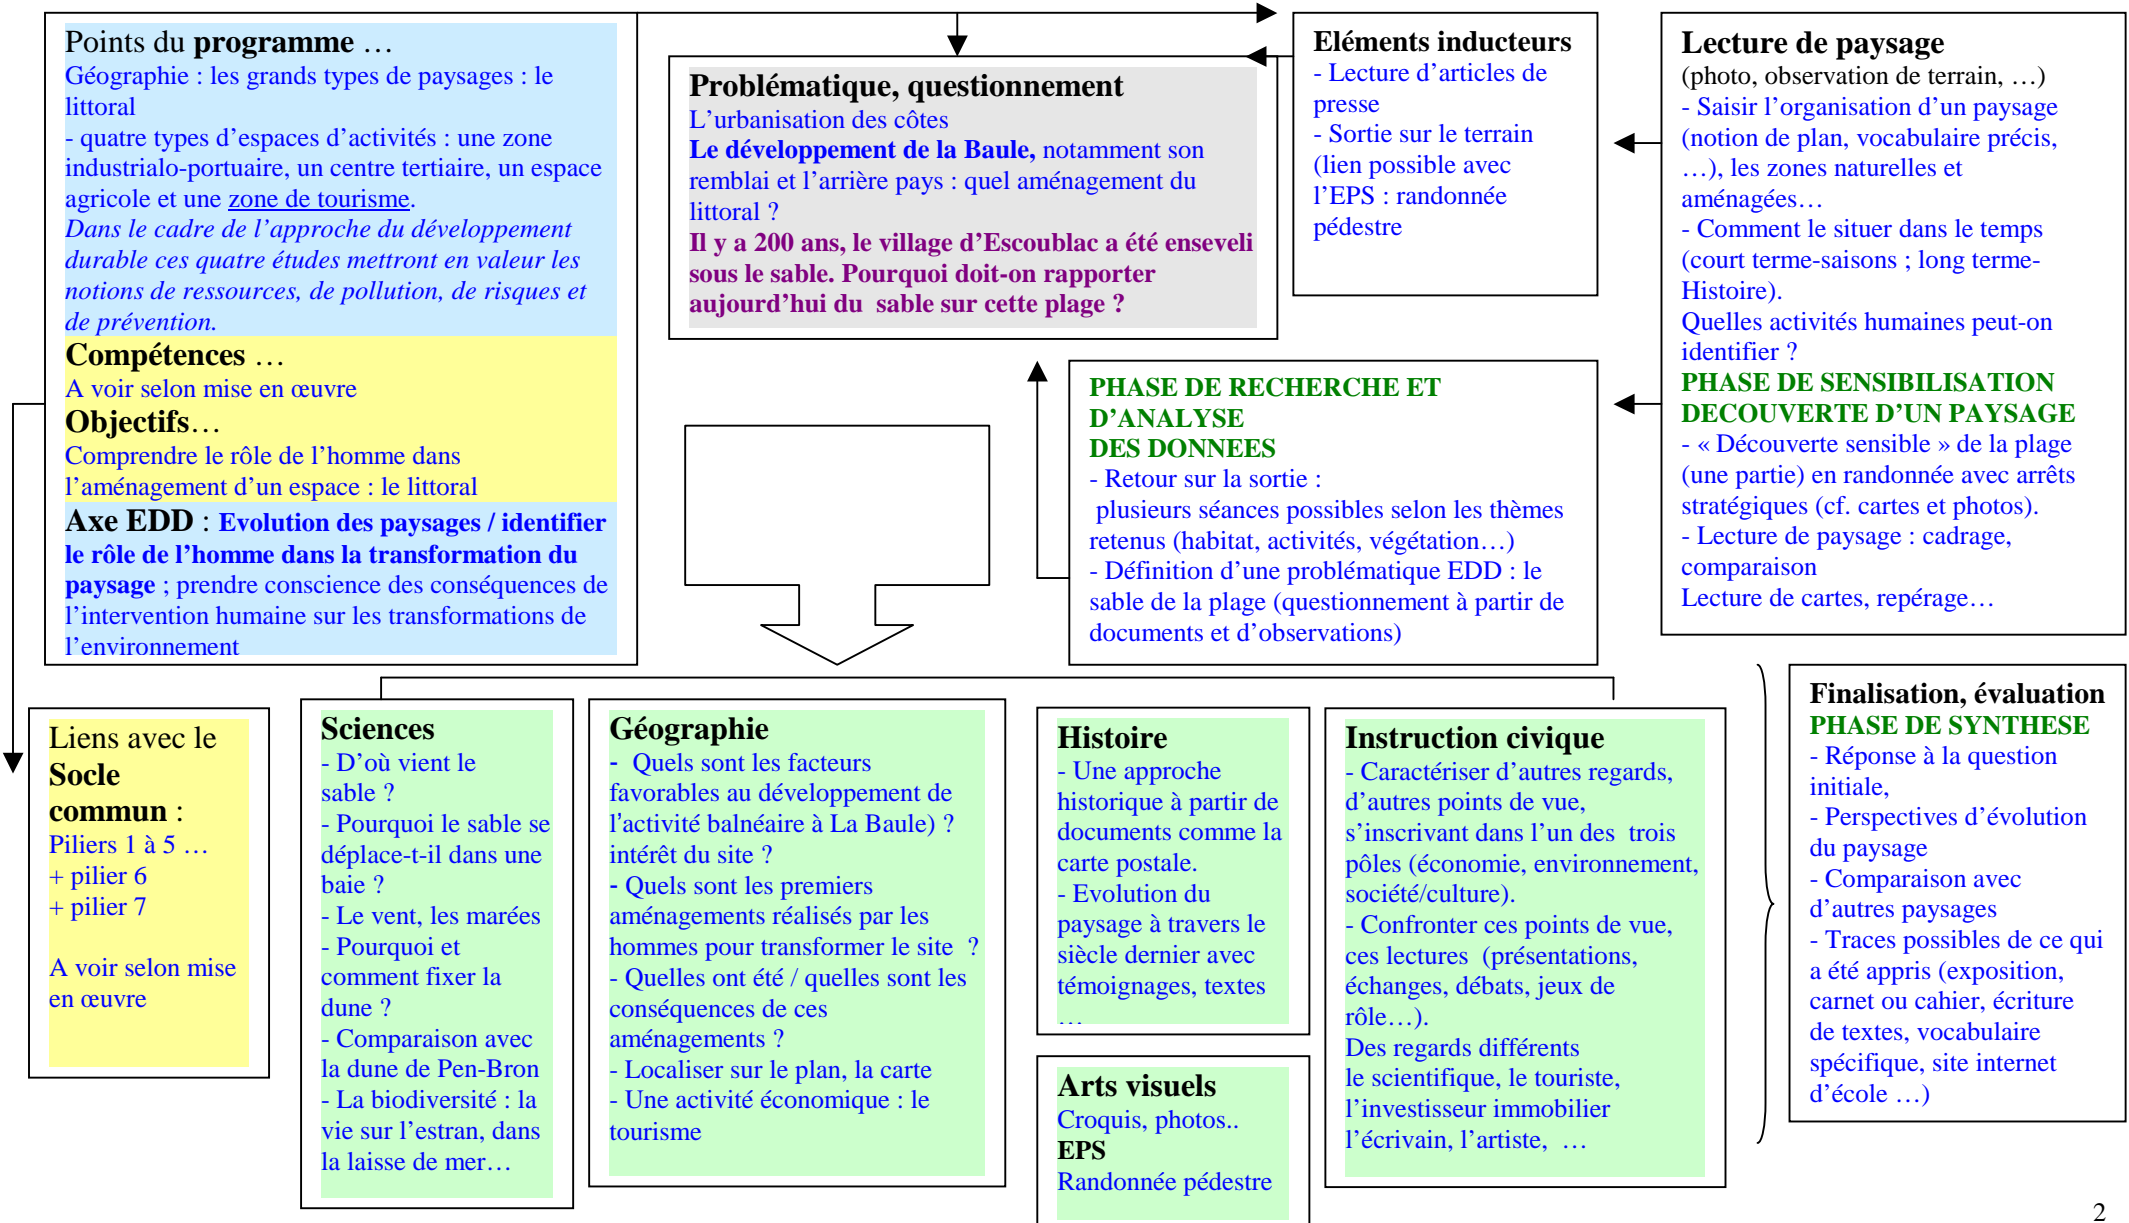 Points du programme …
Géographie : les grands types de paysages : le
littoral
- quatre types d’espaces d’activités : une zone
industrialo-portuaire, un centre tertiaire, un espace
agricole et une zone de tourisme.
Dans le cadre de l’approche du développement
durable ces quatre études mettront en valeur les
notions de ressources, de pollution, de risques et
de prévention.
Compétences …
A voir selon mise en œuvre
Objectifs…
Comprendre le rôle de l’homme dans
l’aménagement d’un espace : le littoral
Axe EDD : Evolution des paysages / identifier
le rôle de l’homme dans la transformation du
paysage ; prendre conscience des conséquences de
l’intervention humaine sur les transformations de
l’environnement
Problématique, questionnement
L’urbanisation des côtes
Le développement de la Baule, notamment son
remblai et l’arrière pays : quel aménagement du
littoral ?
Il y a 200 ans, le village d’Escoublac a été enseveli
sous le sable. Pourquoi doit-on rapporter
aujourd’hui du  sable sur cette plage ?
Eléments inducteurs
- Lecture d’articles de
presse
- Sortie sur le terrain
(lien possible avec
l’EPS : randonnée
pédestre
Lecture de paysage
(photo, observation de terrain, …)
- Saisir l’organisation d’un paysage
(notion de plan, vocabulaire précis,
…), les zones naturelles et
aménagées…
- Comment le situer dans le temps
(court terme-saisons ; long terme-
Histoire).
Quelles activités humaines peut-on
identifier ?
PHASE DE SENSIBILISATION
DECOUVERTE D’UN PAYSAGE
- « Découverte sensible » de la plage
(une partie) en randonnée avec arrêts
stratégiques (cf. cartes et photos).
- Lecture de paysage : cadrage,
comparaison
Lecture de cartes, repérage…
PHASE DE RECHERCHE ET
D’ANALYSE
DES DONNEES
- Retour sur la sortie :
plusieurs séances possibles selon les thèmes
retenus (habitat, activités, végétation…)
- Définition d’une problématique EDD : le
sable de la plage (questionnement à partir de
documents et d’observations)
Liens avec le
Socle
commun :
Piliers 1 à 5 …
+ pilier 6
+ pilier 7
A voir selon mise
en œuvre
Sciences
- D’où vient le
sable ?
- Pourquoi le sable se
déplace-t-il dans une
baie ?
- Le vent, les marées
- Pourquoi et
comment fixer la
dune ?
- Comparaison avec
la dune de Pen-Bron
- La biodiversité : la
vie sur l’estran, dans
la laisse de mer…
Géographie
-  Quels sont les facteurs
favorables au développement de
l’activité balnéaire à La Baule) ?
intérêt du site ?
- Quels sont les premiers
aménagements réalisés par les
hommes pour transformer le site  ?
- Quelles ont été / quelles sont les
conséquences de ces
aménagements ?
- Localiser sur le plan, la carte
- Une activité économique : le
tourisme
Histoire
- Une approche
historique à partir de
documents comme la
carte postale.
- Evolution du
paysage à travers le
siècle dernier avec
témoignages, textes
…
Arts visuels
Croquis, photos..
EPS
Randonnée pédestre
Instruction civique
- Caractériser d’autres regards,
d’autres points de vue,
s’inscrivant dans l’un des  trois
pôles (économie, environnement,
société/culture).
- Confronter ces points de vue,
ces lectures  (présentations,
échanges, débats, jeux de
rôle…).
Des regards différents
le scientifique, le touriste,
l’investisseur immobilier
l’écrivain, l’artiste,  …
Finalisation, évaluation
PHASE DE SYNTHESE
- Réponse à la question
initiale,
- Perspectives d’évolution
du paysage
- Comparaison avec
d’autres paysages
- Traces possibles de ce qui
a été appris (exposition,
carnet ou cahier, écriture
de textes, vocabulaire
spécifique, site internet
d’école …)
2